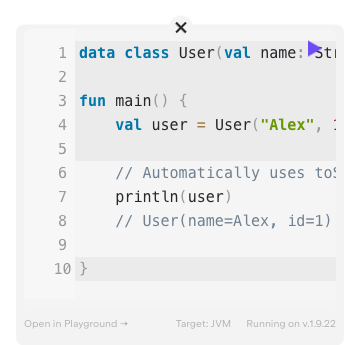 1 data class User(val name: Str
2
3 fun main() {
4 val user = User("Alex",
5
6 // Automatically uses toS
7 println(user)
8 // User(name=Alex, id=1)
9
10 }
Open in Playground → Target: JVM Running on v.1.9.22